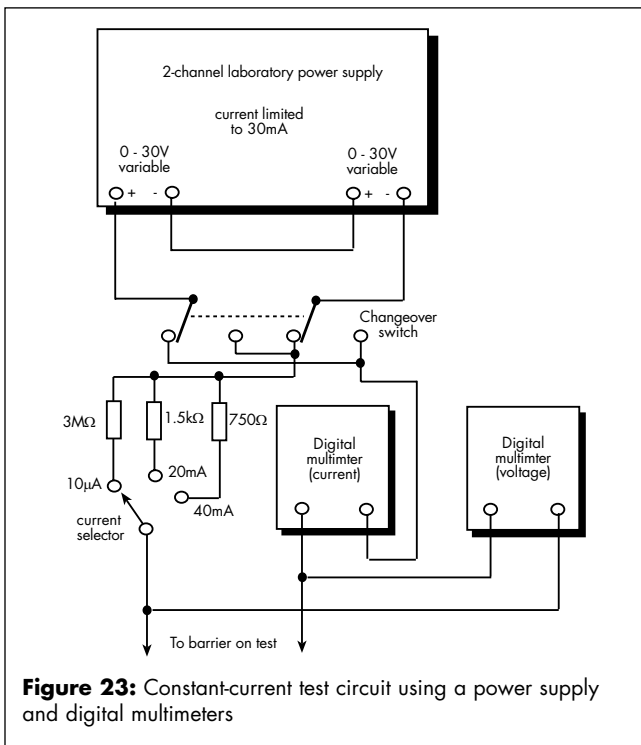 2-channel laboratory power supply
current limited
to 30mA
0 - 30V
variable
0 - 30V
variable
+ -
+ -
Changeover
switch
3MΩ
1.5kΩ
750Ω
10µA
20mA
40mA
current
selector
Digital
multimter
(current)
Digital
multimter
(voltage)
To barrier on test
Figure 23: Constant-current test circuit using a power supply
and digital multimeters